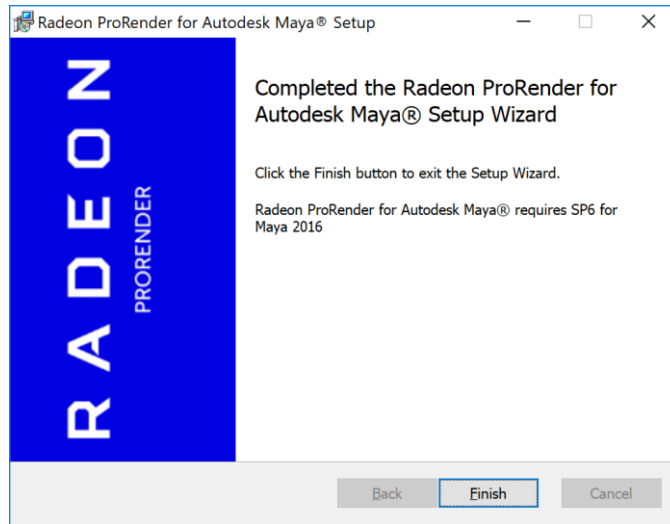 Radeon ProRender for Autodesk Maya® Setup
RADEON
PRORENDER
Completed the Radeon ProRender for
Autodesk Maya® Setup Wizard
Click the Finish button to exit the Setup Wizard.
Radeon ProRender for Autodesk Maya® requires SP6 for
Maya 2016
Back
Finish
Cancel